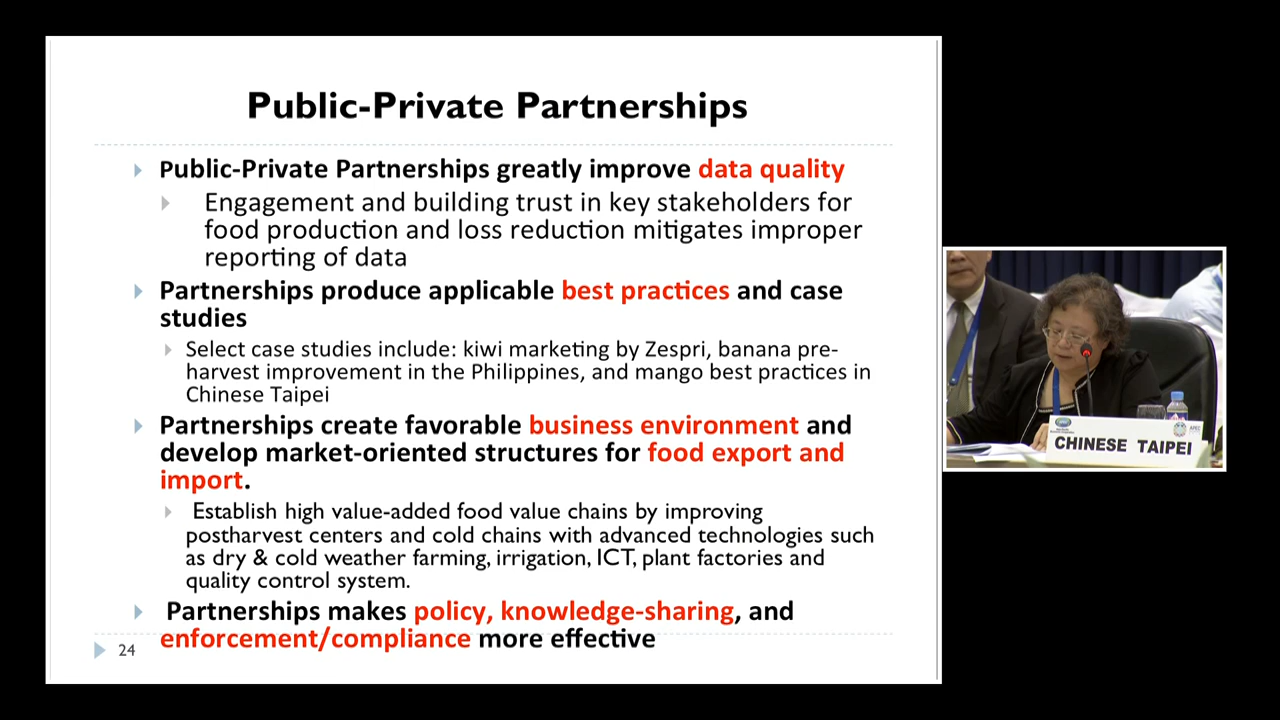 Public-Private Partnerships
Public-Private Partnerships greatly improve data quality
Engagement and building trust in key stakeholders for
food production and loss reduction mitigates improper
reporting of data
Partnerships produce applicable best practices and case
studies
Select case studies include: kiwi marketing by Zespri, banana pre-
harvest improvement in the Philippines, and mango best practices in
Chinese Taipei
Partnerships create favorable business environment and
develop market-oriented structures for food export and
import.
Establish high value-added food value chains by improving
postharvest centers and cold chains with advanced technologies such
as dry & cold weather farming, irrigation, ICT, plant factories and
quality control system.
Partnerships makes policy, knowledge-sharing, and
enforcement/compliance more effective
24
CHINESE TAIPEI